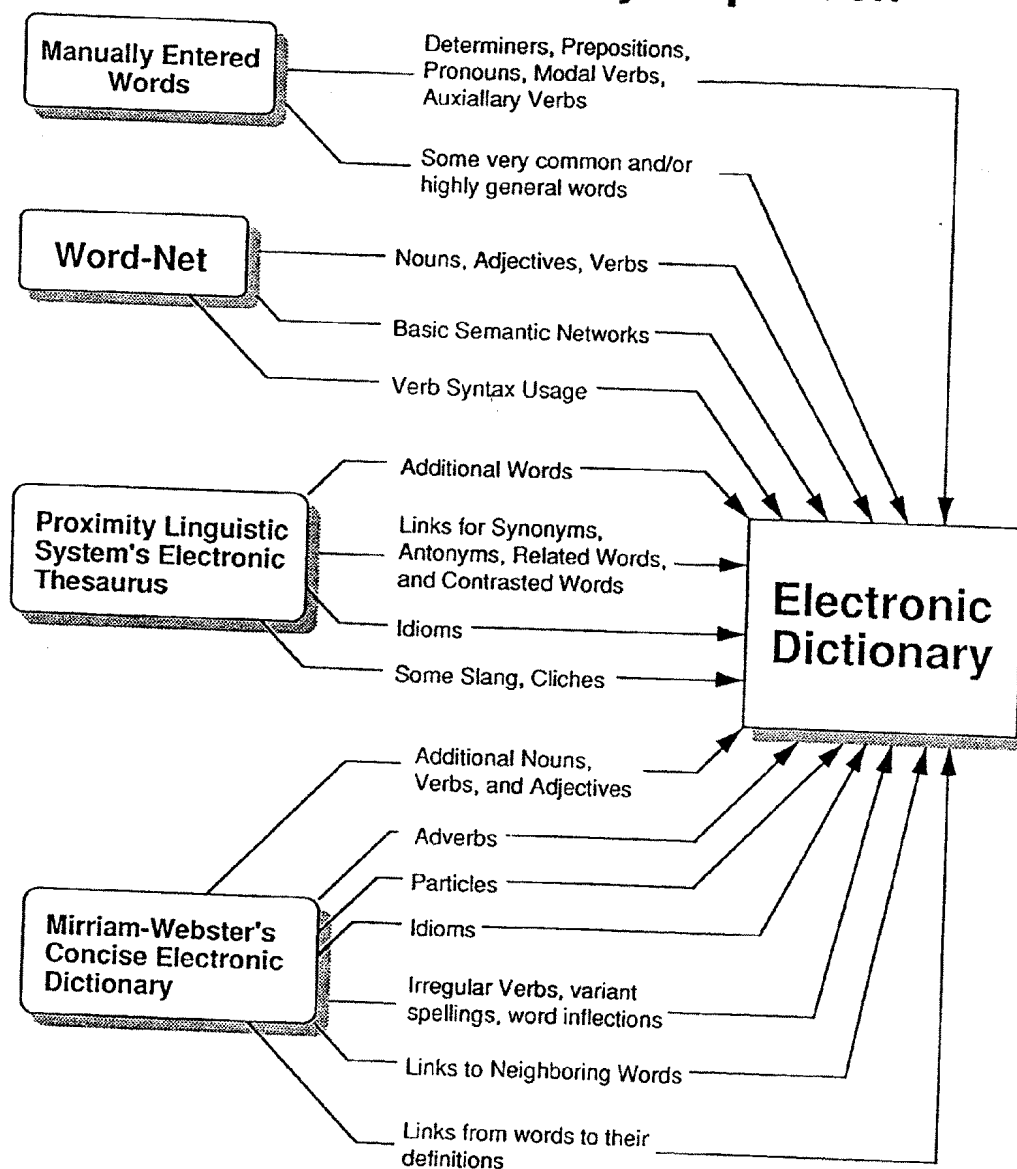 Manually Entered
Words
Determiners, Prepositions,
Pronouns, Modal Verbs,
Auxiallary Verbs
Some very common and/or
highly general words
Word-Net
Nouns, Adjectives, Verbs
Basic Semantic Networks
Verb Syntax Usage
Proximity Linguistic
System's Electronic
Thesaurus
Additional Words
Links for Synonyms,
Antonyms, Related Words,
and Contrasted Words
Idioms
Some Slang, Cliches
Electronic
Dictionary
Mirriam-Webster's
Concise Electronic
Dictionary
Additional Nouns,
Verbs, and Adjectives
Adverbs
Particles
Idioms
Irregular Verbs, variant
spellings, word inflections
Links to Neighboring Words
Links from words to their
definitions